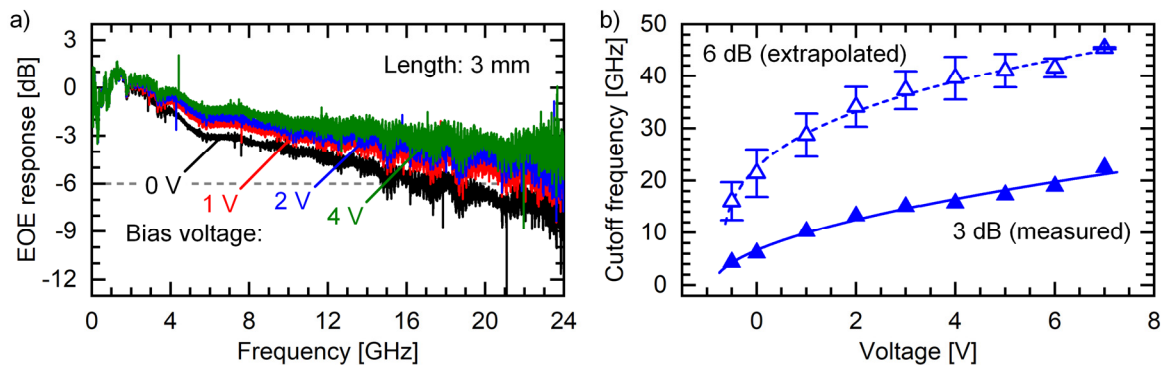 a)
EOE response [dB]
3
0
-3
-6
-9
-12
Length: 3 mm
0 V
1 V
2 V
4 V
Bias voltage:
0 4 8 12 16 20 24
Frequency [GHz]
b)
Cutoff frequency [GHz]
50
40
30
20
10
0
6 dB (extrapolated)
3 dB (measured)
0 2 4 6 8
Voltage [V]